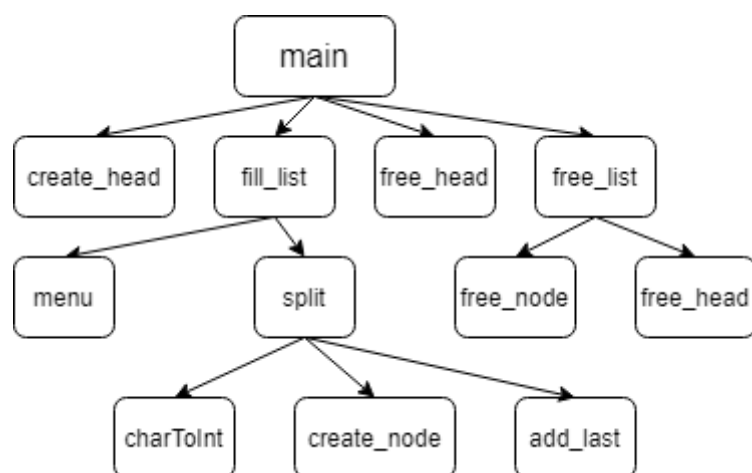 main
create_head
fill_list
free_head
free_list
menu
split
free_node
free_head
charToInt
create_node
add_last